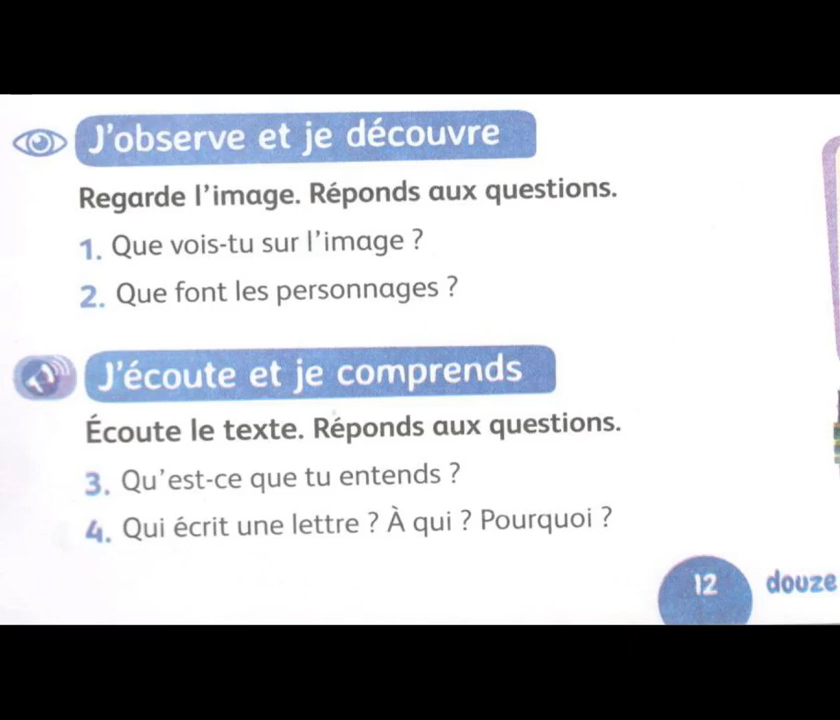 J'observe et je découvre
Regarde l'image. Réponds aux questions.
1. Que vois-tu sur l'image ?
2. Que font les personnages ?
J'écoute et je comprends
Écoute le texte. Réponds aux questions.
3. Qu'est-ce que tu entends ?
4. Qui écrit une lettre ? À qui ? Pourquoi ?
12 douze